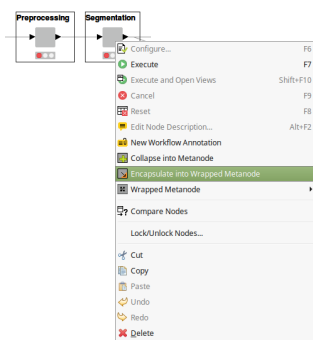 Preprocessing Segmentation
Configure... F6
Execute F7
Execute and Open Views Shift+F10
Cancel F9
Reset F8
Edit Node Description... Alt+F2
New Workflow Annotation
Collapse into Metanode
Encapsulate into Wrapped Metanode
Wrapped Metanode
Compare Nodes
Lock/Unlock Nodes...
Cut
Copy
Paste
Undo
Redo
Delete